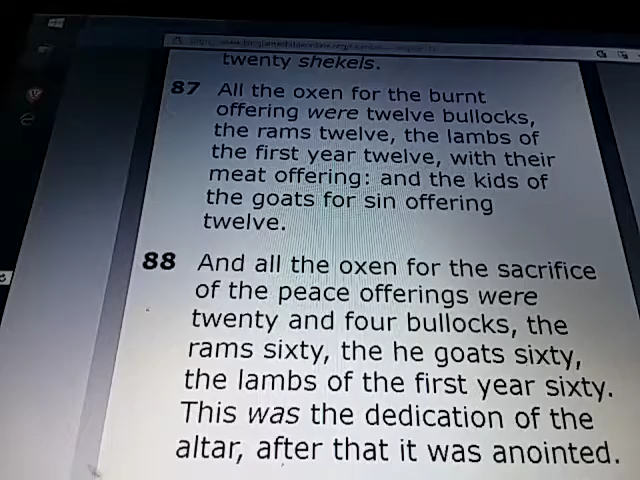 twenty shekels.
87 All the oxen for the burnt
offering were twelve bullocks,
the rams twelve, the lambs of
the first year twelve, with their
meat offering: and the kids of
the goats for sin offering
twelve.
88 And all the oxen for the sacrifice
of the peace offerings were
twenty and four bullocks, the
rams sixty, the he goats sixty,
the lambs of the first year sixty.
This was the dedication of the
altar, after that it was anointed.